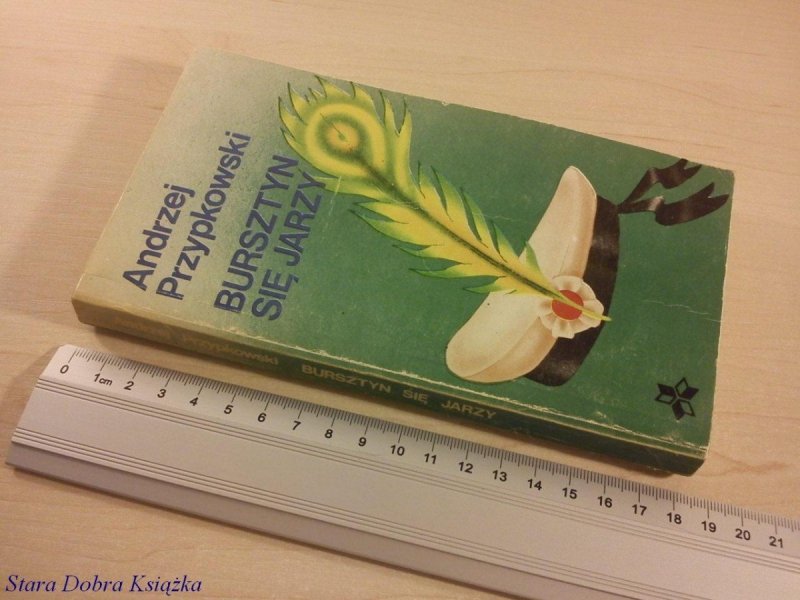 Andrzej
Przypkowski
BURSZTYN
SIĘ JARZY
Przypkowski BURSZTYN SIĘ JARZY
0 1cm 2 3 4 5 6 7 8 9 10 11 12 13 14 15 16 17 18 19 20 21
Stara Dobra Książka